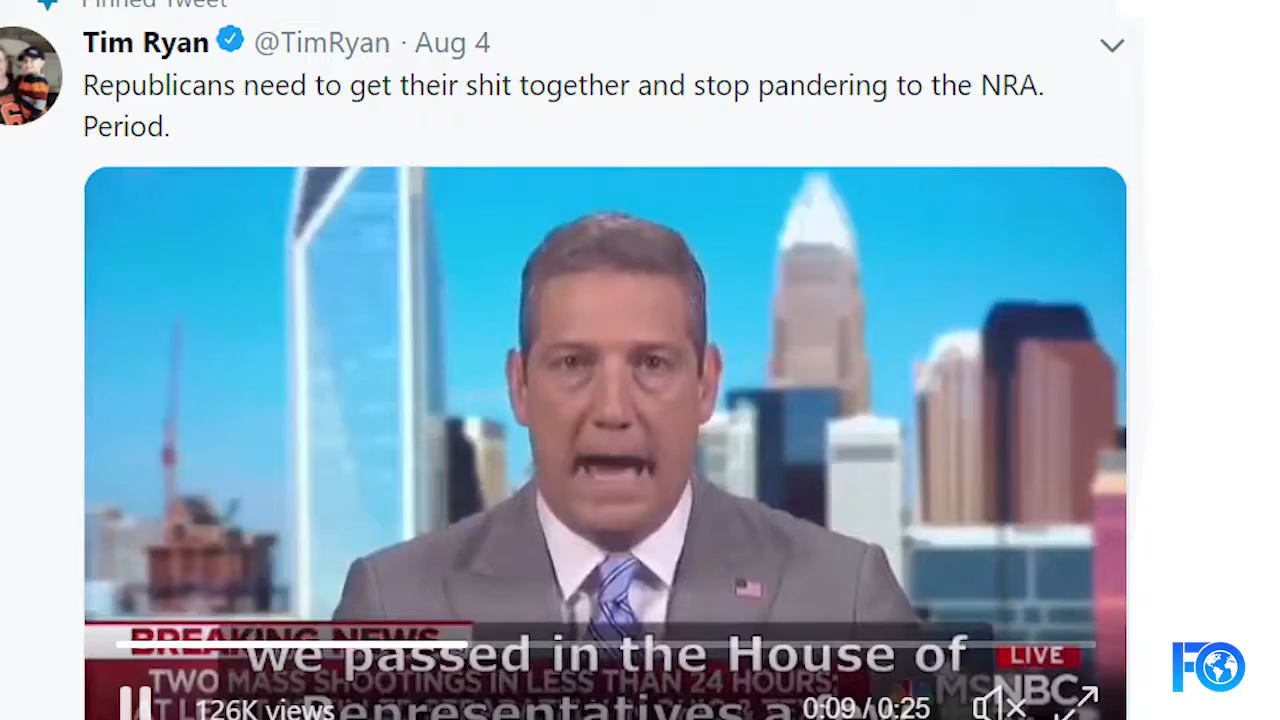 Pinned Tweet
Tim Ryan @TimRyan · Aug 4
Republicans need to get their shit together and stop pandering to the NRA.
Period.
BREAKING NEWS
we passed in the House of
LIVE
TWO MASS SHOOTINGS IN LESS THAN 24 HOURS:
MSNBC
126K views
Representatives a
0:09 / 0:25
FO